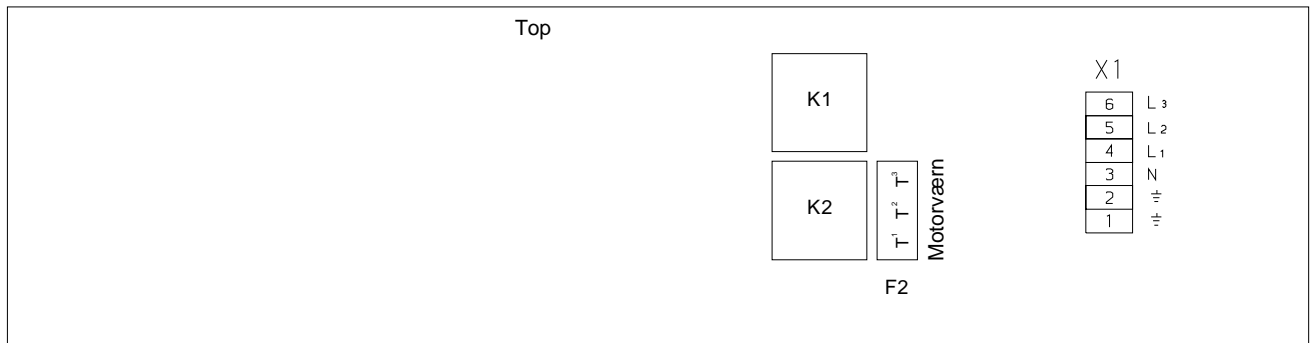 Top
K1
K2
T1 T2 T3
Motorværn
F2
X1
6 L3
5 L2
4 L1
3 N
2 ⏚
1 ⏚